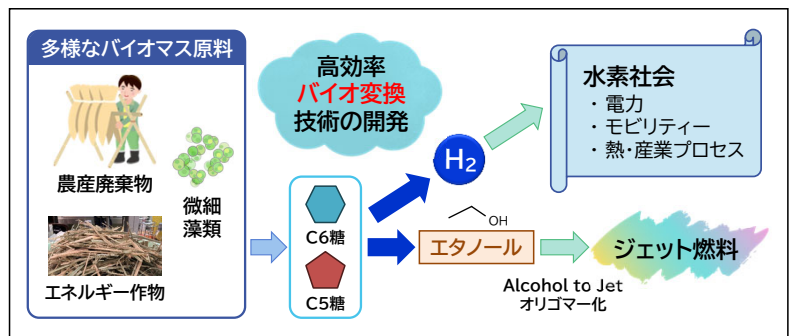 多様なバイオマス原料
農産廃棄物
微細
藻類
エネルギー作物
高効率
バイオ変換
技術の開発
C6糖
C5糖
H2
OH
エタノール
水素社会
・電力
・モビリティー
・熱・産業プロセス
Alcohol to Jet
オリゴマー化
ジェット燃料